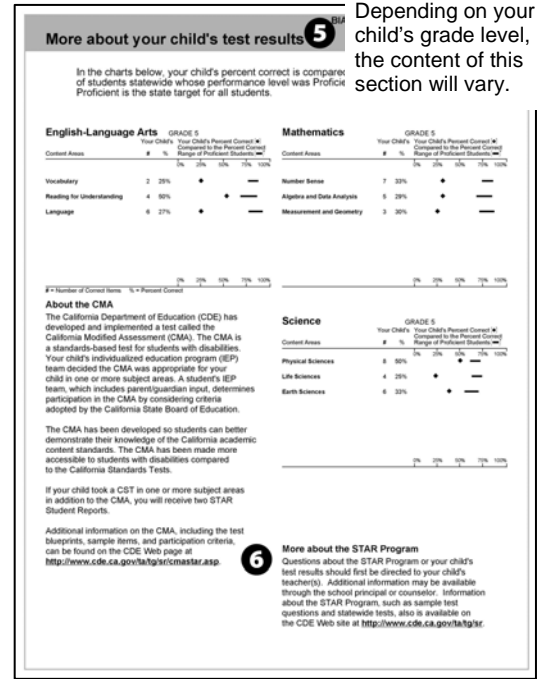 BIA
Depending on your
child's grade level,
the content of this
section will vary.
More about your child's test results 5
In the charts below, your child's percent correct is compared
of students statewide whose performance level was Proficie
Proficient is the state target for all students.
English-Language Arts GRADE 5
Your Child's Your Child's Percent Correct
Compared to the Percent Correct
Content Areas # % Range of Proficient Students
0% 25% 50% 75% 100%
Vocabulary 2 25%
Reading for Understanding 4 50%
Language 6 27%
0% 25% 50% 75% 100%
# = Number of Correct Items % = Percent Correct
Mathematics GRADE 5
Your Child's Your Child's Percent Correct
Compared to the Percent Correct
Content Areas # % Range of Proficient Students
0% 25% 50% 75% 100%
Number Sense 7 33%
Algebra and Data Analysis 5 29%
Measurement and Geometry 3 30%
0% 25% 50% 75% 100%
About the CMA
The California Department of Education (CDE) has
developed and implemented a test called the
California Modified Assessment (CMA). The CMA is
a standards-based test for students with disabilities.
Your child's individualized education program (IEP)
team decided the CMA was appropriate for your
child in one or more subject areas. A student's IEP
team, which includes parent/guardian input, determines
participation in the CMA by considering criteria
adopted by the California State Board of Education.
The CMA has been developed so students can better
demonstrate their knowledge of the California academic
content standards. The CMA has been made more
accessible to students with disabilities compared
to the California Standards Tests.
If your child took a CST in one or more subject areas
in addition to the CMA, you will receive two STAR
Student Reports.
Additional information on the CMA, including the test
blueprints, sample items, and participation criteria,
can be found on the CDE Web page at
http://www.cde.ca.gov/ta/tg/sr/cmastar.asp.
Science GRADE 5
Your Child's Your Child's Percent Correct
Compared to the Percent Correct
Content Areas # % Range of Proficient Students
0% 25% 50% 75% 100%
Physical Sciences 8 50%
Life Sciences 4 25%
Earth Sciences 6 33%
0% 25% 50% 75% 100%
6
More about the STAR Program
Questions about the STAR Program or your child's
test results should first be directed to your child's
teacher(s). Additional information may be available
through the school principal or counselor. Information
about the STAR Program, such as sample test
questions and statewide tests, also is available on
the CDE Web site at http://www.cde.ca.gov/ta/tg/sr.